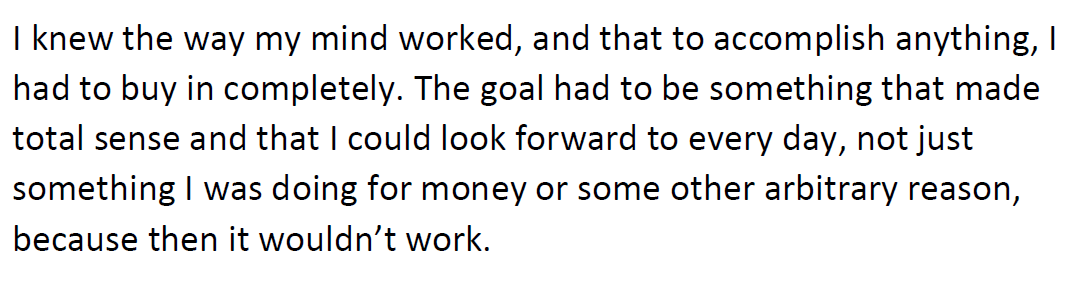 I knew the way my mind worked, and that to accomplish anything, I
had to buy in completely. The goal had to be something that made
total sense and that I could look forward to every day, not just
something I was doing for money or some other arbitrary reason,
because then it wouldn’t work.